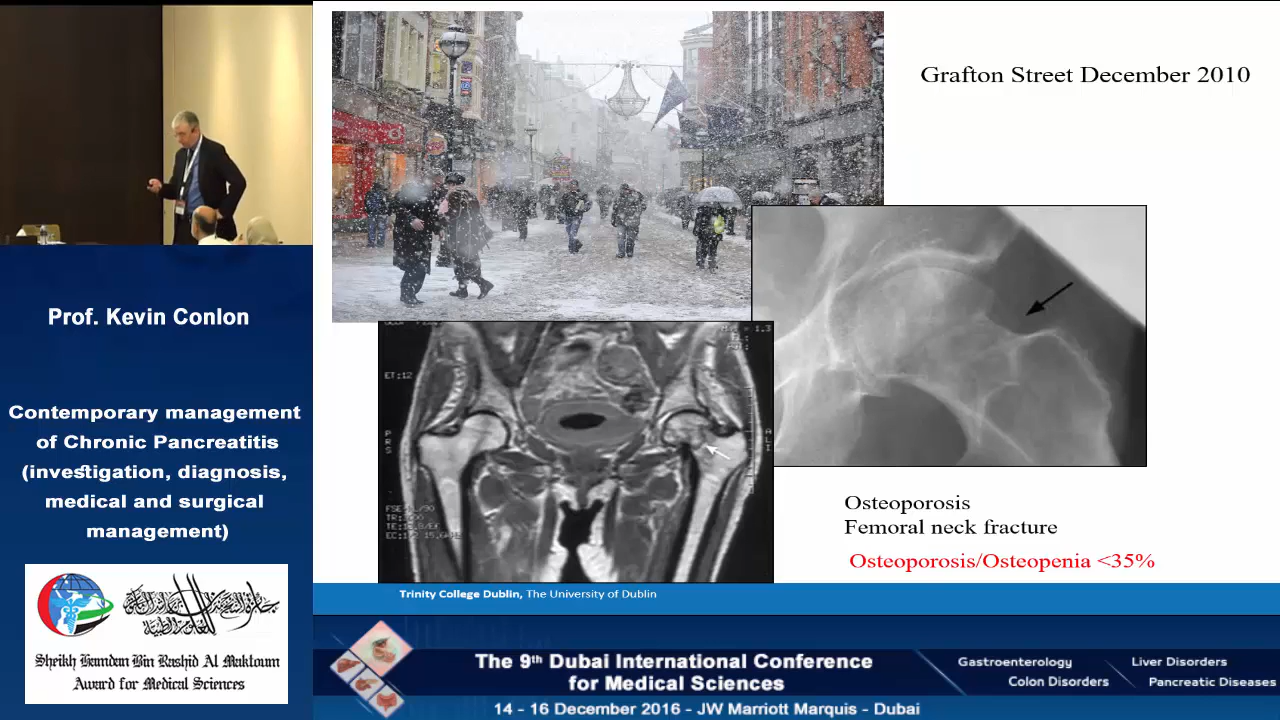 Grafton Street December 2010
ET:12
Osteoporosis
Femoral neck fracture
Osteoporosis/Osteopenia <35%
Prof. Kevin Conlon
Contemporary management
of Chronic Pancreatitis
(investigation, diagnosis,
medical and surgical
management)
Sheikh Hamdan Bin Rashid Al Maktoum
Award for Medical Sciences
Trinity College Dublin, The University of Dublin
The 9th Dubai International Conference
for Medical Sciences
14 - 16 December 2016 - JW Marriott Marquis - Dubai
Gastroenterology
Liver Disorders
Colon Disorders
Pancreatic Diseases